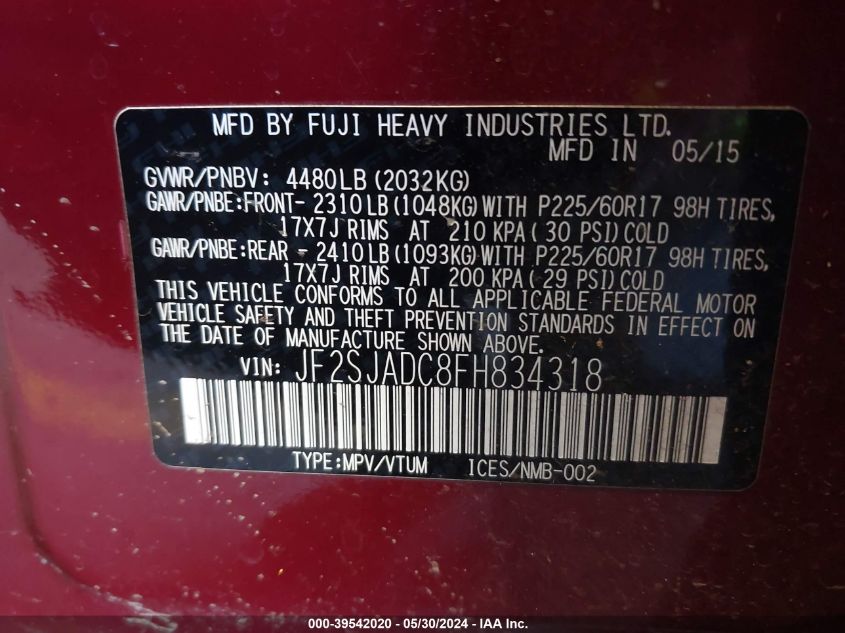 MFD BY FUJI HEAVY INDUSTRIES LTD.
MFD IN 05/15
GVWR/PNBV: 4480LB (2032KG)
GAWR/PNBE:FRONT- 2310LB (1048KG) WITH P225/60R17 98H TIRES,
17X7J RIMS AT 210 KPA (30 PSI) COLD
GAWR/PNBE:REAR - 2410LB (1093KG) WITH P225/60R17 98H TIRES,
17X7J RIMS AT 200 KPA (29 PSI) COLD
THIS VEHICLE CONFORMS TO ALL APPLICABLE FEDERAL MOTOR
VEHICLE SAFETY AND THEFT PREVENTION STANDARDS IN EFFECT ON
THE DATE OF MANUFACTURE SHOWN ABOVE.
VIN: JF2SJADC8FH834318
TYPE:MPV/VTUM ICES/NMB-002
000-39542020 - 05/30/2024 - IAA Inc.